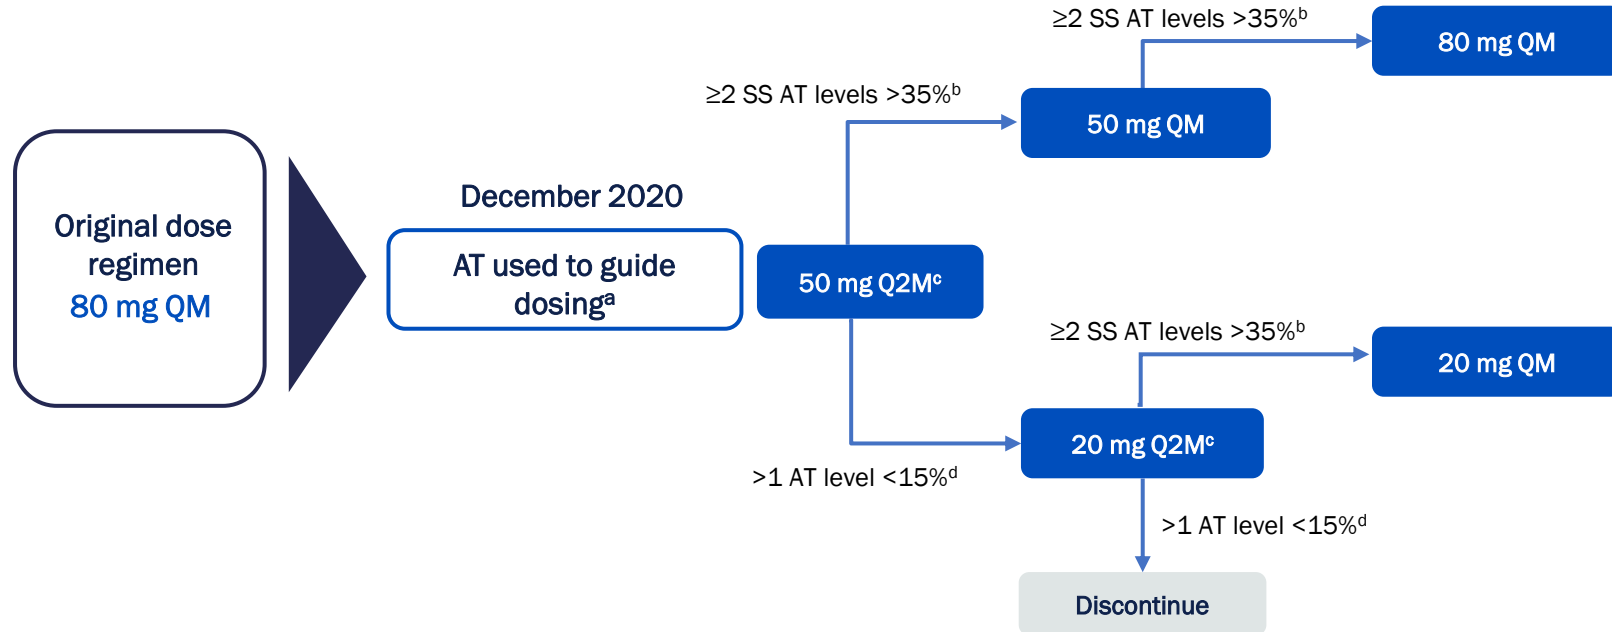 Original dose
regimen
80 mg QM
December 2020
AT used to guide
dosingᵃ
50 mg Q2Mᶜ
≥2 SS AT levels >35%ᵇ
50 mg QM
≥2 SS AT levels >35%ᵇ
80 mg QM
>1 AT level <15%ᵈ
20 mg Q2Mᶜ
≥2 SS AT levels >35%ᵇ
20 mg QM
>1 AT level <15%ᵈ
Discontinue